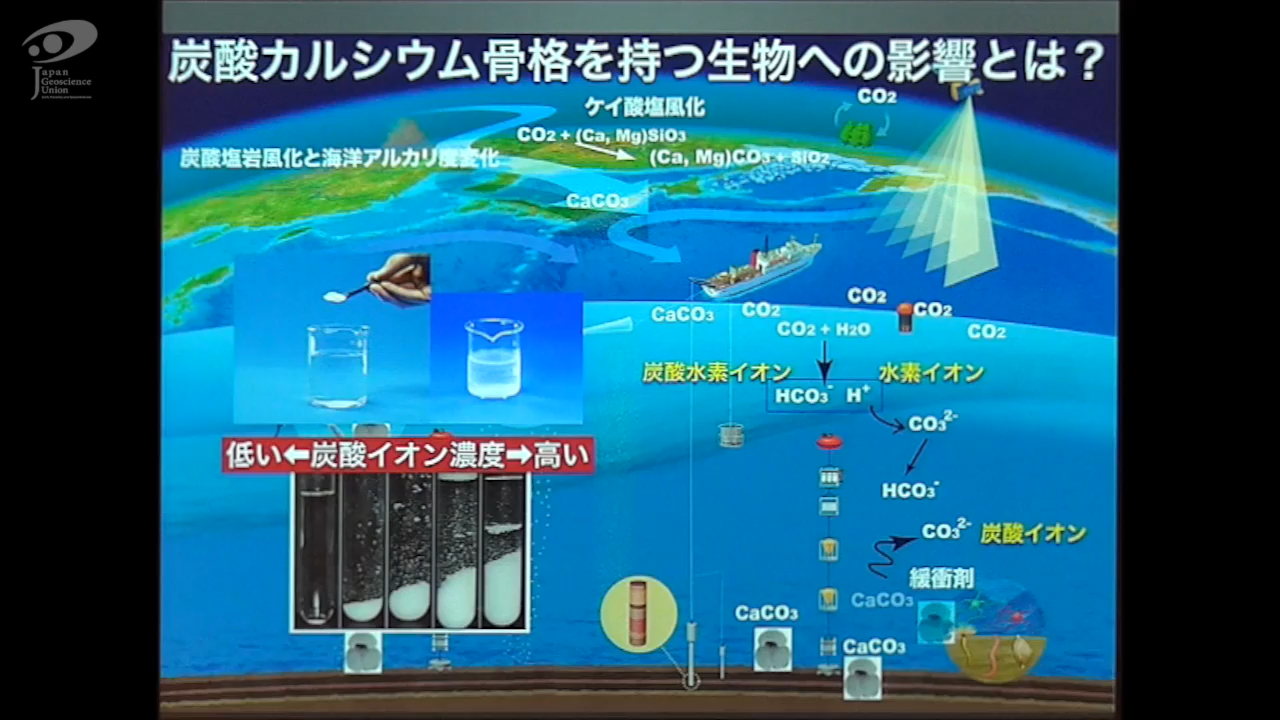 Japan
Geoscience
Union
炭酸カルシウム骨格を持つ生物への影響とは？
CO2
ケイ酸塩風化
CO2 + (Ca, Mg)SiO3
(Ca, Mg)CO3 + SiO2
炭酸塩岩風化と海洋アルカリ度変化
CaCO3
CaCO3
CO2
CO2
CO2
CO2
CO2 + H2O
炭酸水素イオン
水素イオン
HCO3- H+
CO3 2-
低い⬅炭酸イオン濃度➡高い
HCO3-
CO3 2- 炭酸イオン
緩衝剤
CaCO3
CaCO3
CaCO3